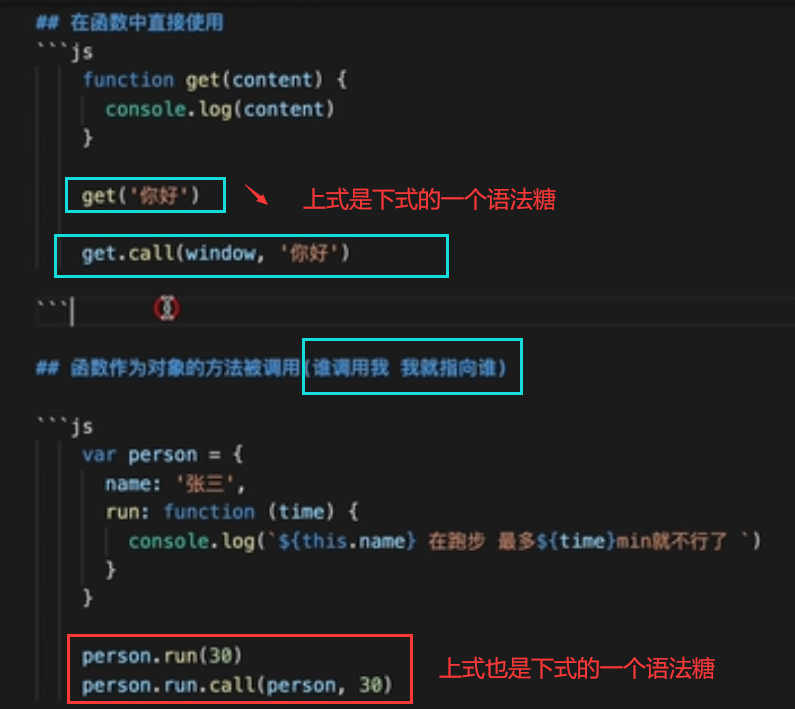 ## 在函数中直接使用
```js
function get(content) {
console.log(content)
}
get('你好')
上式是下式的一个语法糖
get.call(window, '你好')
```
## 函数作为对象的方法被调用(谁调用我 我就指向谁)
```js
var person = {
name: '张三',
run: function (time) {
console.log(`${this.name} 在跑步 最多${time}min就不行了 `)
}
}
person.run(30)
person.run.call(person, 30)
上式也是下式的一个语法糖